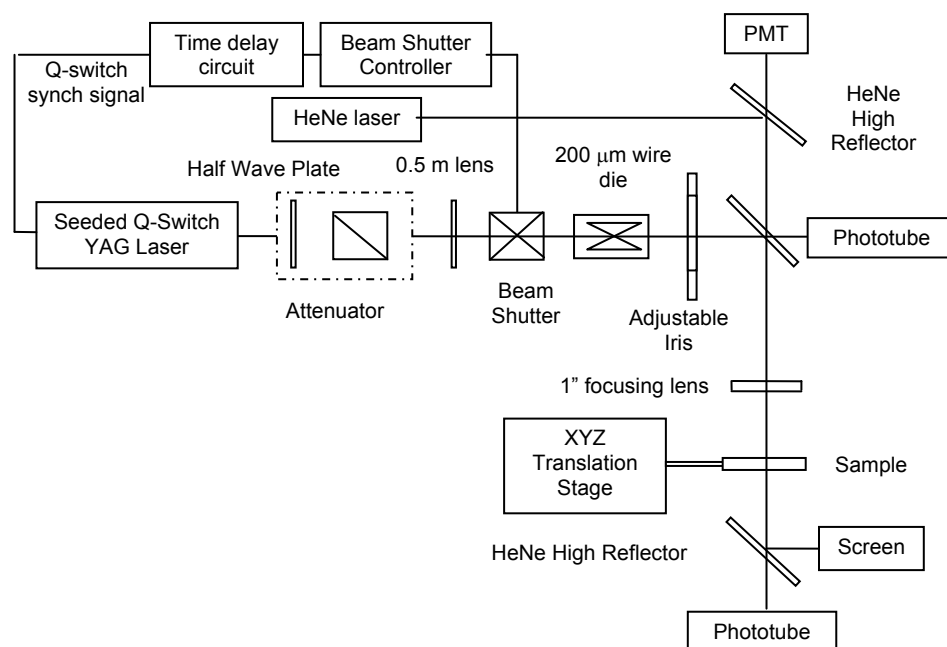 PMT
Time delay
circuit
Beam Shutter
Controller
Q-switch
synch signal
HeNe laser
HeNe
High
Reflector
Half Wave Plate
0.5 m lens
200 μm wire
die
Seeded Q-Switch
YAG Laser
Phototube
Attenuator
Beam
Shutter
Adjustable
Iris
1” focusing lens
XYZ
Translation
Stage
Sample
HeNe High Reflector
Screen
Phototube